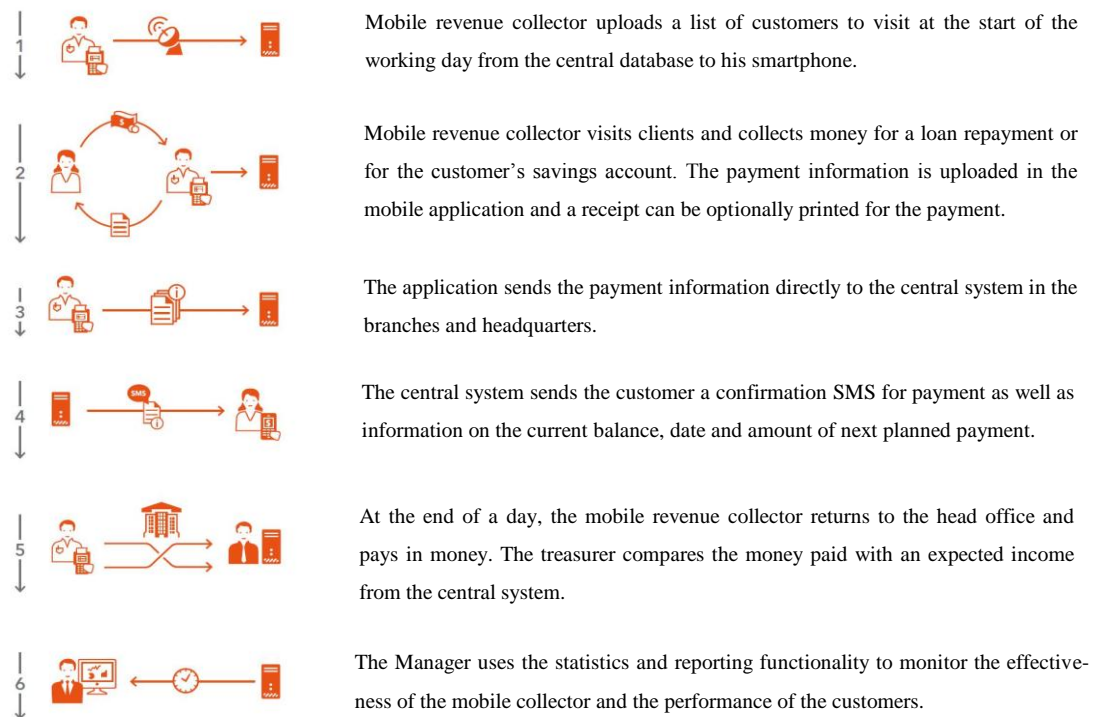 1
Mobile revenue collector uploads a list of customers to visit at the start of the
working day from the central database to his smartphone.
2
$
Mobile revenue collector visits clients and collects money for a loan repayment or
for the customer’s savings account. The payment information is uploaded in the
mobile application and a receipt can be optionally printed for the payment.
3
i
The application sends the payment information directly to the central system in the
branches and headquarters.
4
SMS
i
$
The central system sends the customer a confirmation SMS for payment as well as
information on the current balance, date and amount of next planned payment.
5
At the end of a day, the mobile revenue collector returns to the head office and
pays in money. The treasurer compares the money paid with an expected income
from the central system.
6
The Manager uses the statistics and reporting functionality to monitor the effective-
ness of the mobile collector and the performance of the customers.